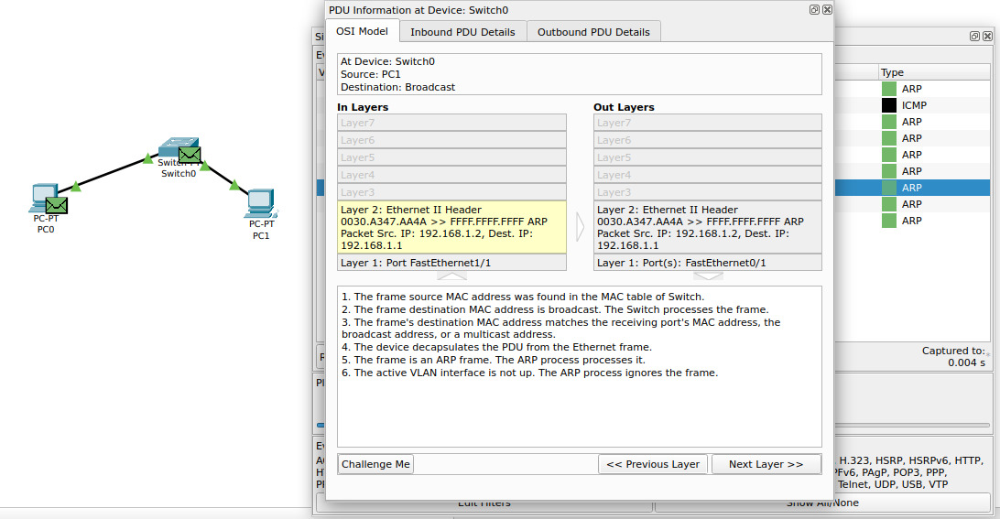 PDU Information at Device: Switch0
OSI Model
Inbound PDU Details
Outbound PDU Details
At Device: Switch0
Source: PC1
Destination: Broadcast
In Layers
Out Layers
Layer7
Layer7
Layer6
Layer6
Layer5
Layer5
Layer4
Layer4
Layer3
Layer3
Layer 2: Ethernet II Header
0030.A347.AA4A >> FFFF.FFFF.FFFF ARP
Packet Src. IP: 192.168.1.2, Dest. IP:
192.168.1.1
Layer 2: Ethernet II Header
0030.A347.AA4A >> FFFF.FFFF.FFFF ARP
Packet Src. IP: 192.168.1.2, Dest. IP:
192.168.1.1
Layer 1: Port FastEthernet1/1
Layer 1: Port(s): FastEthernet0/1
1. The frame source MAC address was found in the MAC table of Switch.
2. The frame destination MAC address is broadcast. The Switch processes the frame.
3. The frame's destination MAC address matches the receiving port's MAC address, the
broadcast address, or a multicast address.
4. The device decapsulates the PDU from the Ethernet frame.
5. The frame is an ARP frame. The ARP process processes it.
6. The active VLAN interface is not up. The ARP process ignores the frame.
Challenge Me
<< Previous Layer
Next Layer >>
Switch0
PC-PT
PC0
PC-PT
PC1
Type
ARP
ICMP
ARP
ARP
ARP
ARP
ARP
ARP
ARP
Captured to:
0.004 s
H.323, HSRP, HSRPv6, HTTP,
PAgP, POP3, PPP,
Telnet, UDP, USB, VTP
Edit Filters
Show All/None